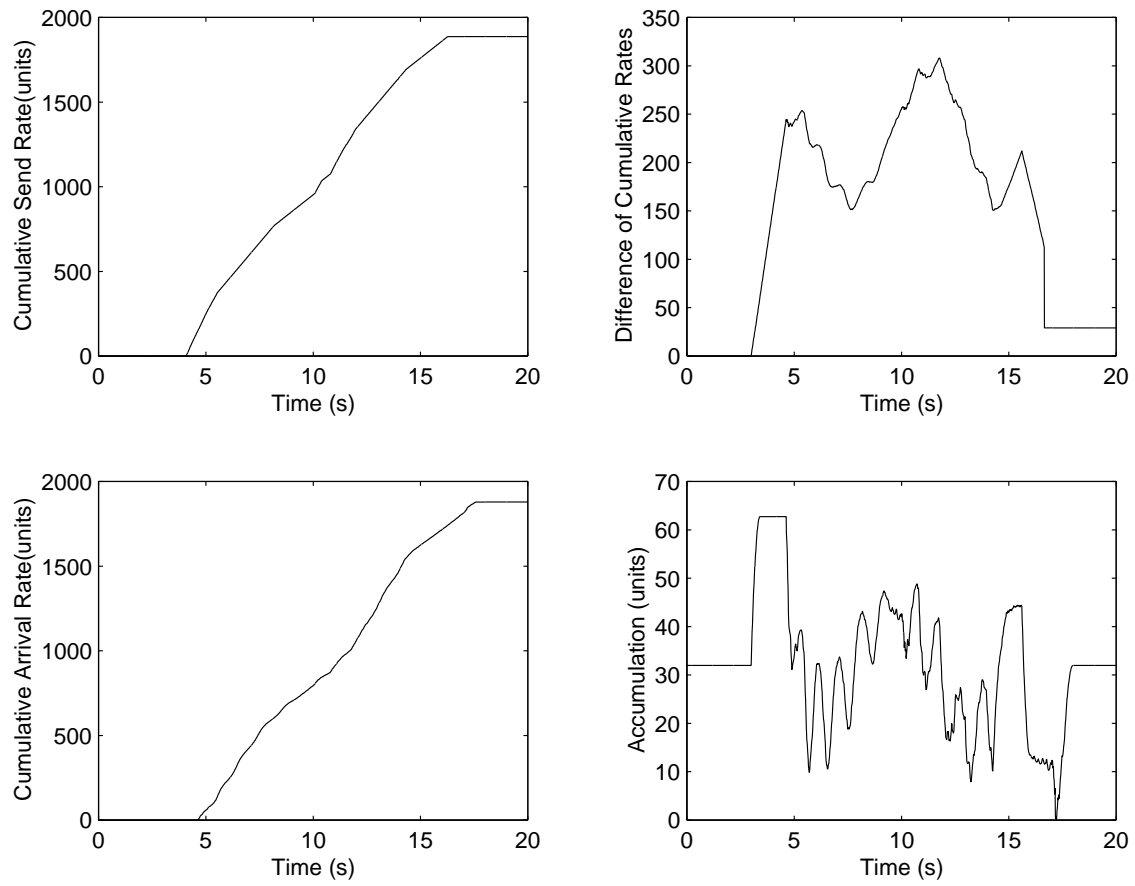 2000
1500
1000
500
0
0 5 10 15 20
Time (s)
Cumulative Send Rate(units)
350
300
250
200
150
100
50
0
0 5 10 15 20
Time (s)
Difference of Cumulative Rates
2000
1500
1000
500
0
0 5 10 15 20
Time (s)
Cumulative Arrival Rate(units)
70
60
50
40
30
20
10
0
0 5 10 15 20
Time (s)
Accumulation (units)